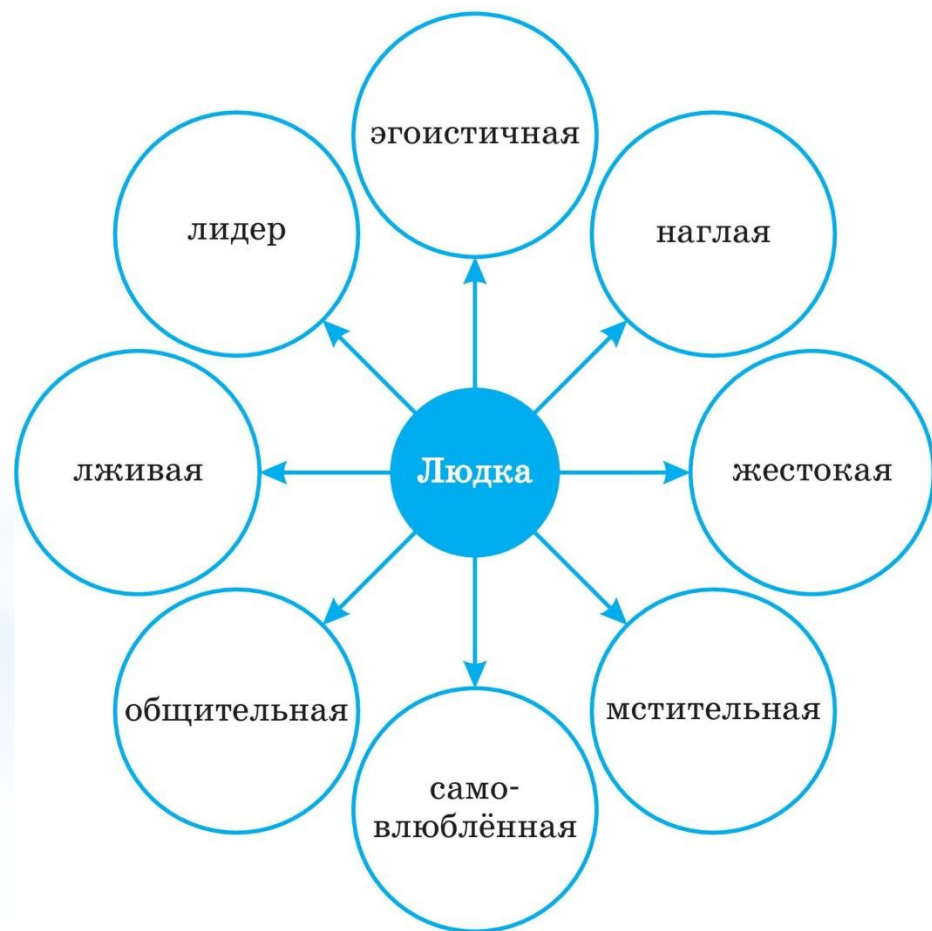 эгоистичная
лидер
наглая
лживая
Людка
жестокая
общительная
мстительная
само-
влюблённая